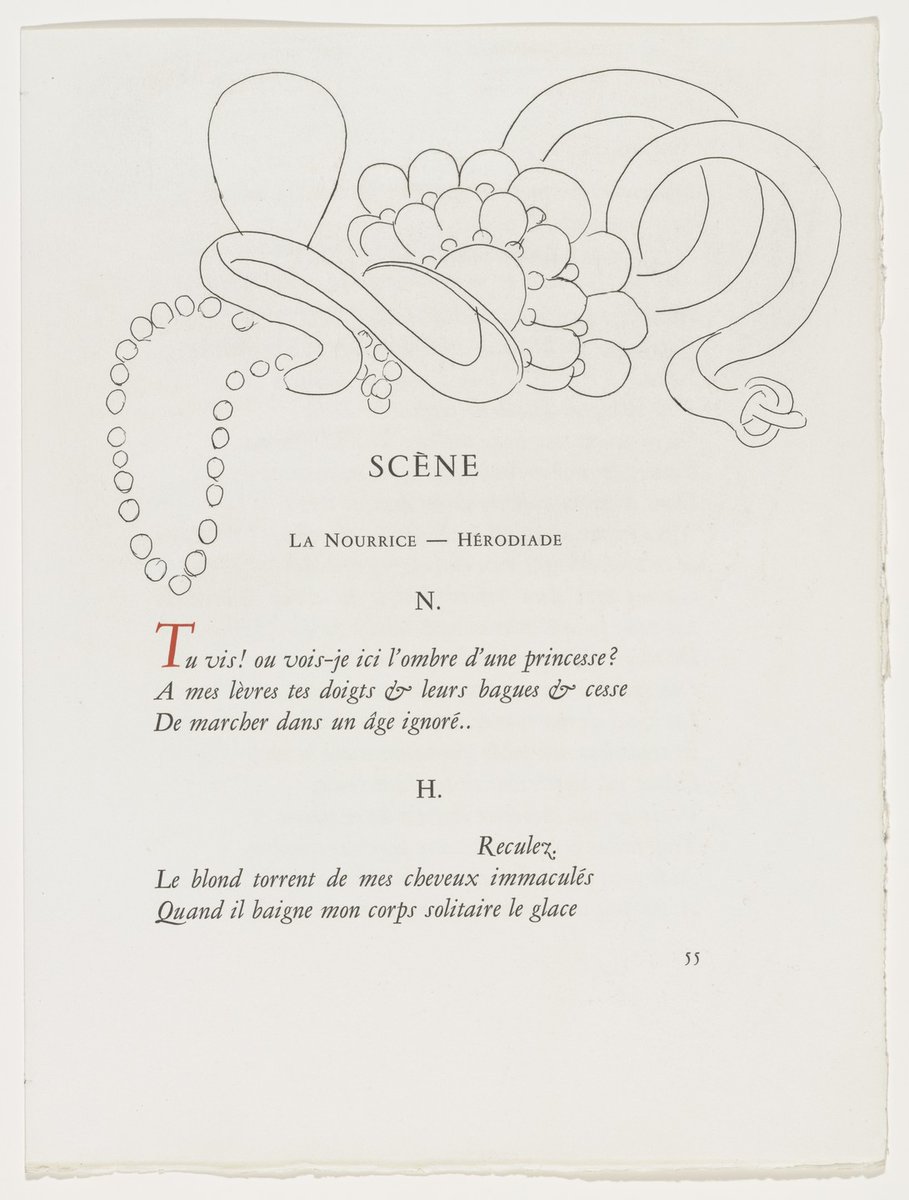 SCÈNE
LA NOURRICE — HÉRODIADE
N.
Tu vis! ou vois-je ici l'ombre d'une princesse?
A mes lèvres tes doigts & leurs bagues & cesse
De marcher dans un âge ignoré..
H.
Reculez.
Le blond torrent de mes cheveux immaculés
Quand il baigne mon corps solitaire le glace
55